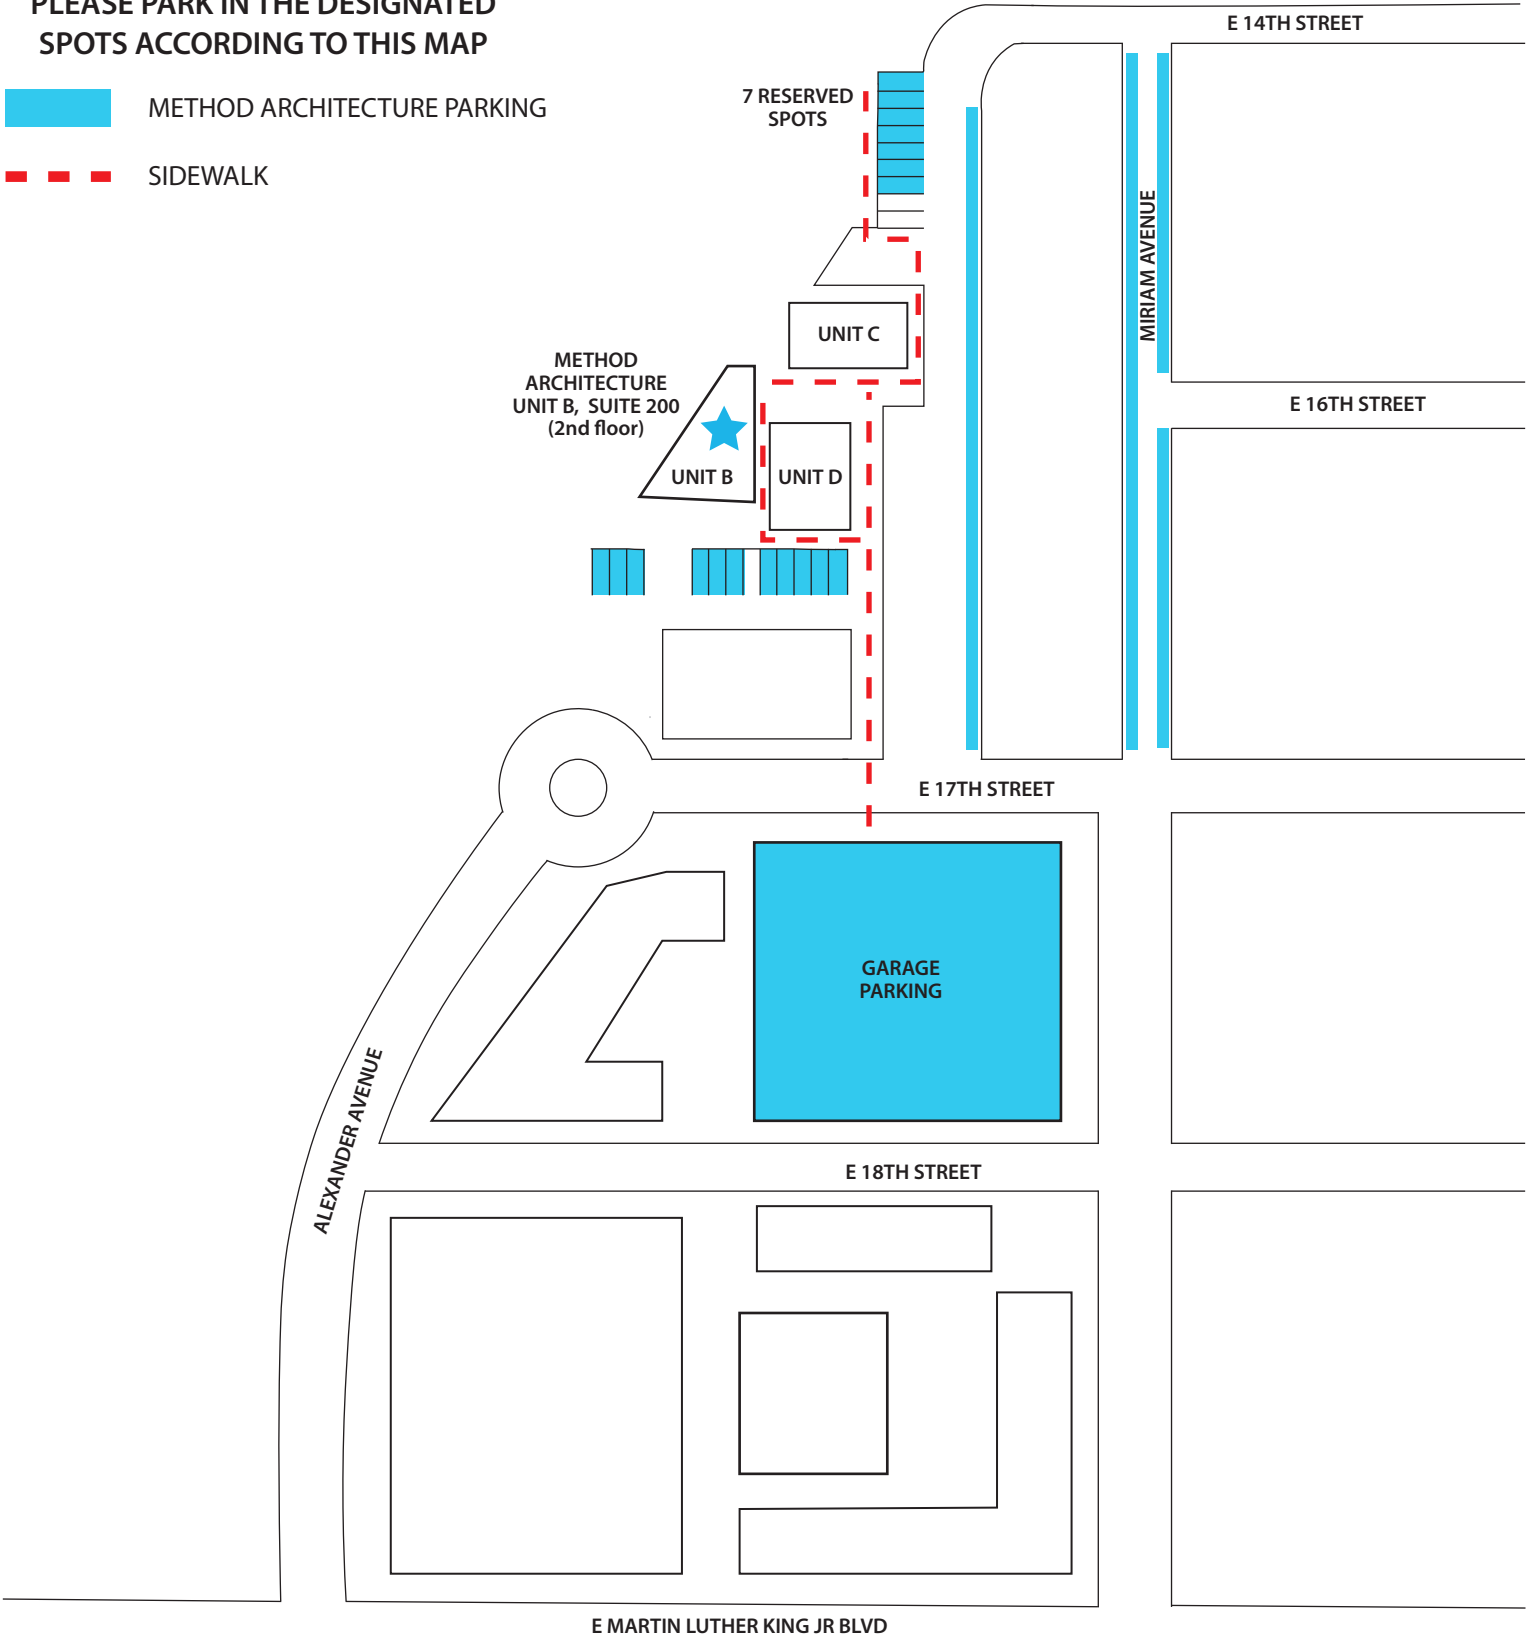 PLEASE PARK IN THE DESIGNATED
SPOTS ACCORDING TO THIS MAP
METHOD ARCHITECTURE PARKING
SIDEWALK
E 14TH STREET
7 RESERVED
SPOTS
MIRIAM AVENUE
UNIT C
METHOD
ARCHITECTURE
UNIT B, SUITE 200
(2nd floor)
E 16TH STREET
UNIT B
UNIT D
E 17TH STREET
GARAGE
PARKING
ALEXANDER AVENUE
E 18TH STREET
E MARTIN LUTHER KING JR BLVD